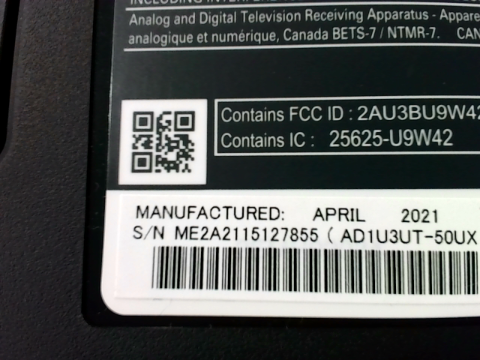 Analog and Digital Television Receiving Apparatus - Appare
analogique et numérique, Canada BETS-7 / NTMR-7. CAN
Contains FCC ID : 2AU3BU9W42
Contains IC : 25625-U9W42
MANUFACTURED: APRIL 2021
S/N ME2A2115127855 ( AD1U3UT-50UX